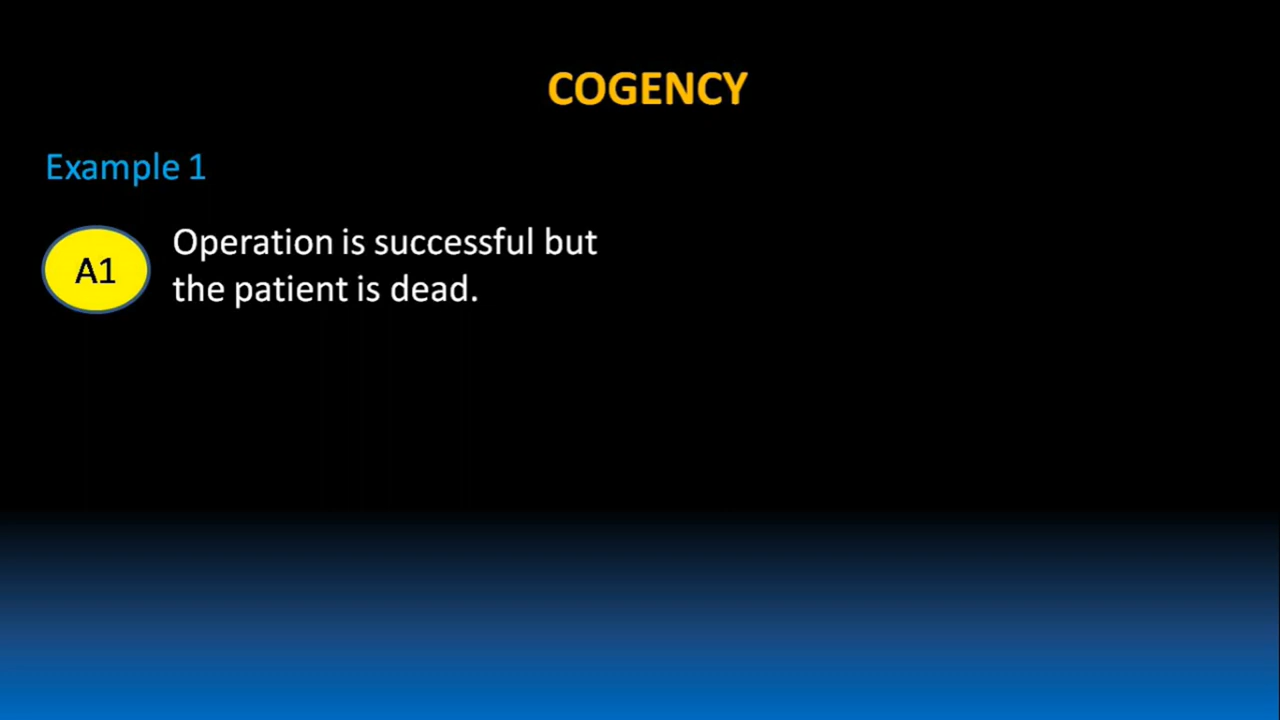 COGENCY
Example 1
A1
Operation is successful but
the patient is dead.